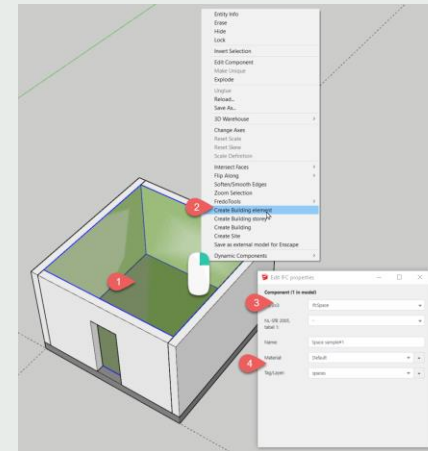 Entity Info
Erase
Hide
Lock
Invert Selection
Edit Component
Make Unique
Explode
Unglue
Reload...
Save As...
3D Warehouse
Change Axes
Reset Scale
Reset Skew
Scale Definition
Intersect Faces
Flip Along
Soften/Smooth Edges
Zoom Selection
FredoTools
2
Create Building element
Create Building storey
Create Building
Create Site
Save as external model for Enscape
Dynamic Components
1
Edit IFC properties
Component (1 in model)
3
IfcSpace
-
Name
Space sample#1
Material
Default
4
Tag/Layer
spaces